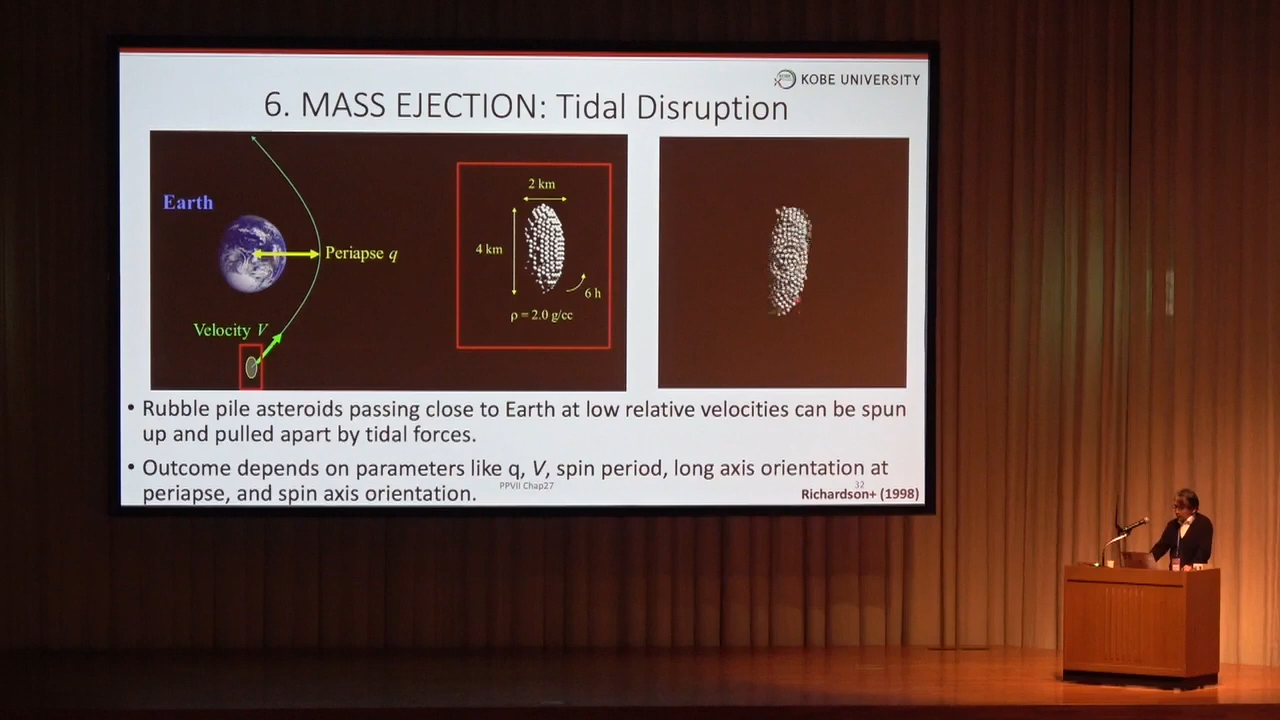 KOBE UNIVERSITY
6. MASS EJECTION: Tidal Disruption
Earth
Periapse q
Velocity V
2 km
4 km
6 h
ρ = 2.0 g/cc
• Rubble pile asteroids passing close to Earth at low relative velocities can be spun
up and pulled apart by tidal forces.
• Outcome depends on parameters like q, V, spin period, long axis orientation at
periapse, and spin axis orientation.
PPVII Chap27
32
Richardson+ (1998)